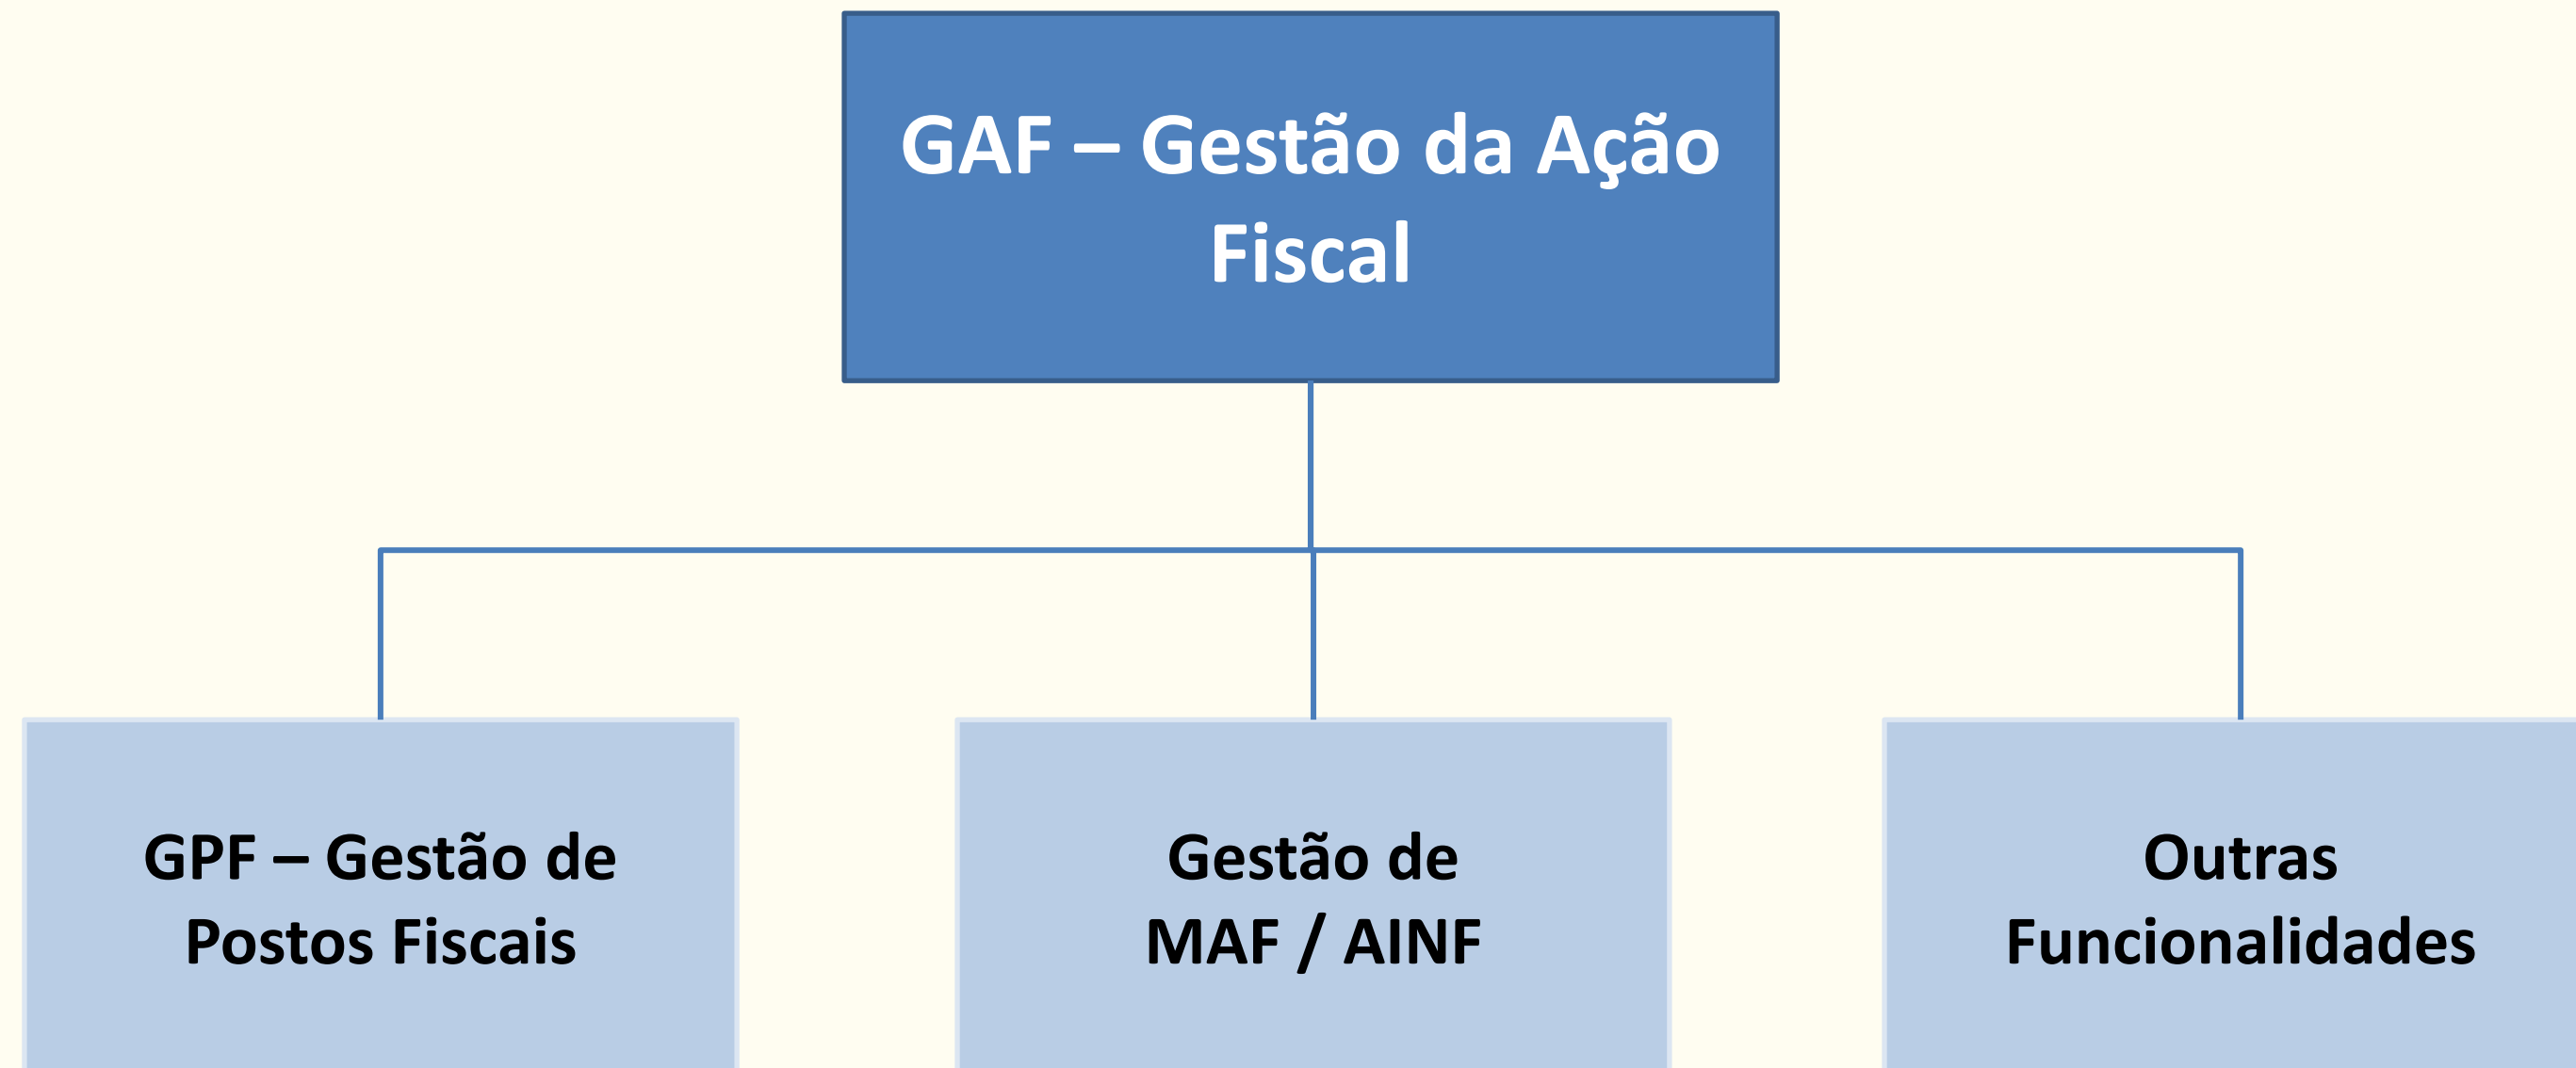 GAF – Gestão da Ação
Fiscal
GPF – Gestão de
Postos Fiscais
Gestão de
MAF / AINF
Outras
Funcionalidades